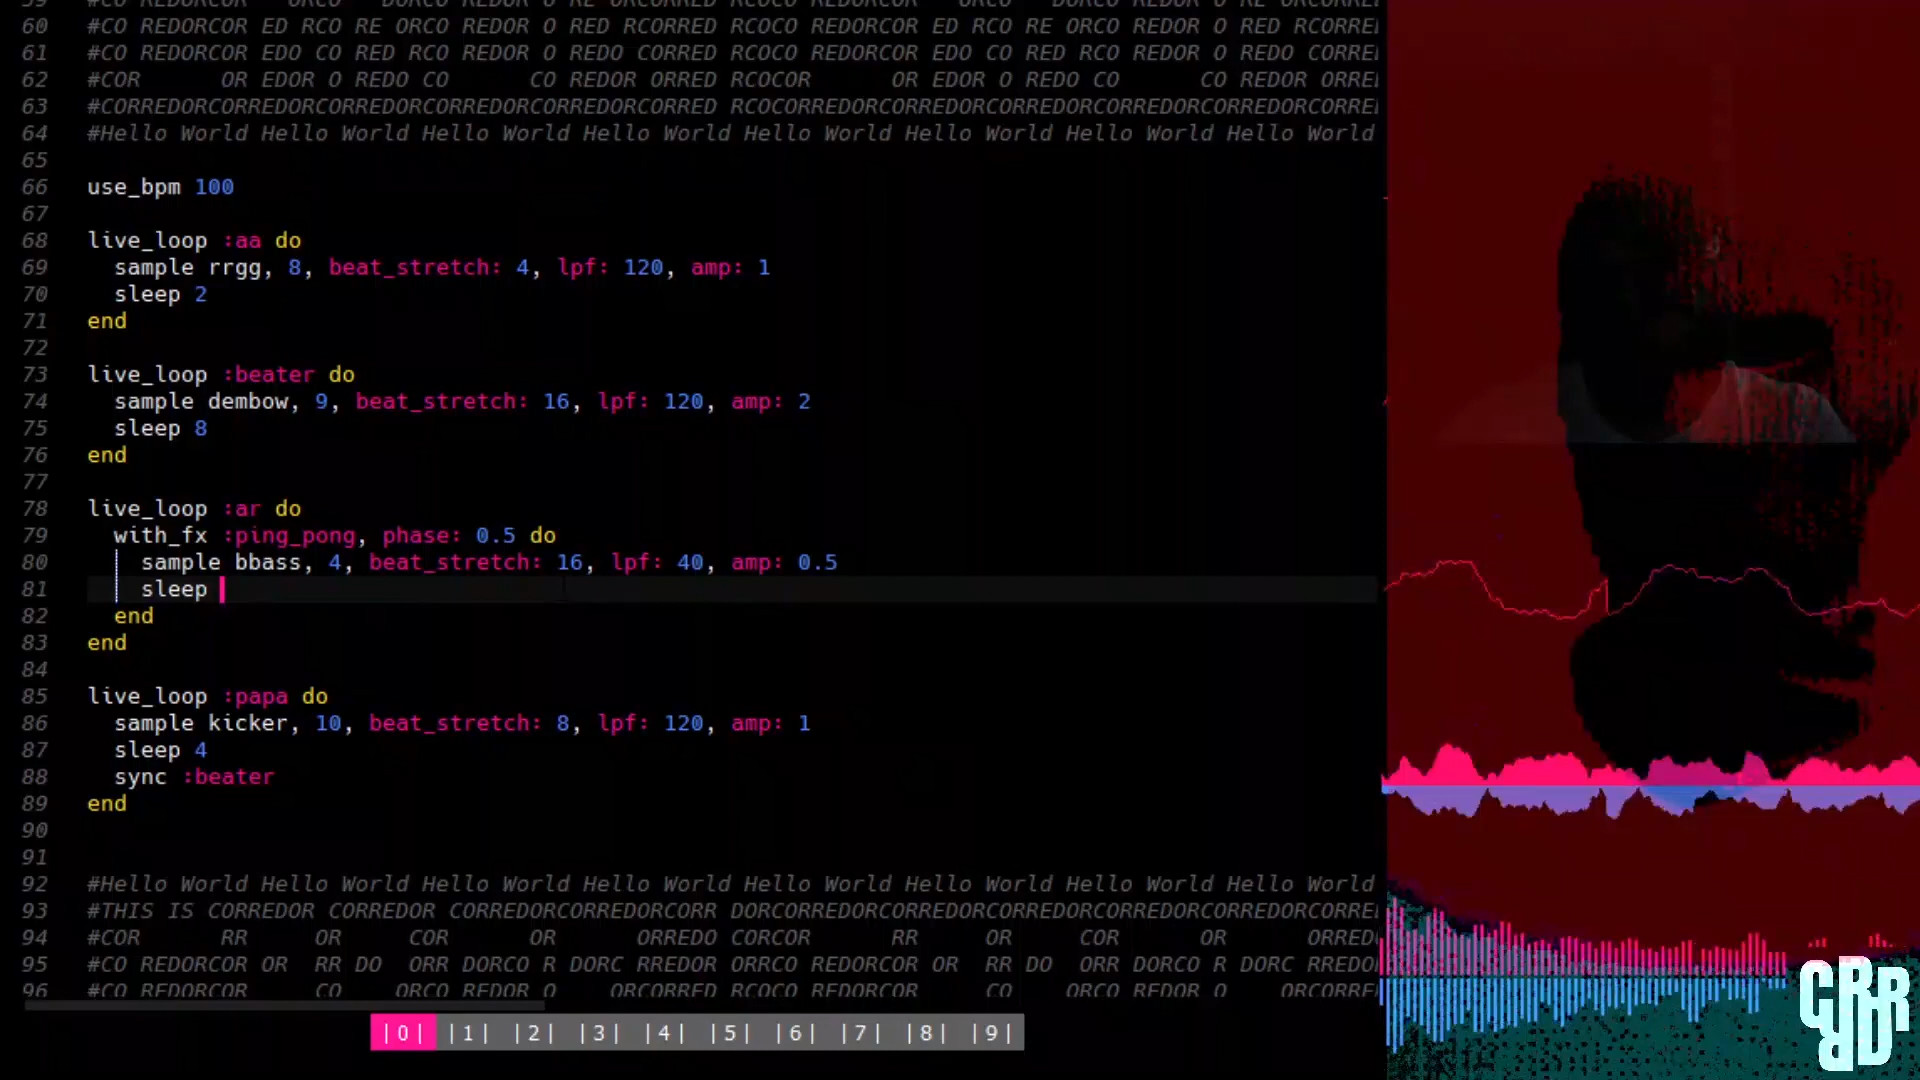 60 #CO REDORCOR ED RCO RE ORCO REDOR O RED RCORRED RCOCO REDORCOR ED RCO RE ORCO REDOR O RED RCORRE
61 #CO REDORCOR EDO CO RED RCO REDOR O REDO CORRED RCOCO REDORCOR EDO CO RED RCO REDOR O REDO CORRE
62 #COR      OR EDOR O REDO CO      CO REDOR ORRED RCOCOR      OR EDOR O REDO CO      CO REDOR ORRE
63 #CORREDORCORREDORCORREDORCORREDORCORREDORCORRED RCOCORREDORCORREDORCORREDORCORREDORCORREDORCORRE
64 #Hello World Hello World Hello World Hello World Hello World Hello World Hello World Hello World
65
66 use_bpm 100
67
68 live_loop :aa do
69   sample rrgg, 8, beat_stretch: 4, lpf: 120, amp: 1
70   sleep 2
71 end
72
73 live_loop :beater do
74   sample dembow, 9, beat_stretch: 16, lpf: 120, amp: 2
75   sleep 8
76 end
77
78 live_loop :ar do
79   with_fx :ping_pong, phase: 0.5 do
80     sample bbass, 4, beat_stretch: 16, lpf: 40, amp: 0.5
81     sleep
82   end
83 end
84
85 live_loop :papa do
86   sample kicker, 10, beat_stretch: 8, lpf: 120, amp: 1
87   sleep 4
88   sync :beater
89 end
90
91
92 #Hello World Hello World Hello World Hello World Hello World Hello World Hello World Hello World
93 #THIS IS CORREDOR CORREDOR CORREDORCORREDORCORR DORCORREDORCORREDORCORREDORCORREDORCORREDORCORRE
94 #COR      RR     OR     COR      OR      ORREDO CORCOR      RR     OR     COR      OR      ORRED
95 #CO REDORCOR OR  RR DO  ORR DORCO R DORC RREDOR ORRCO REDORCOR OR  RR DO  ORR DORCO R DORC RREDO
96 #CO REDORCOR     CO    ORCO REDOR O    ORCORRED RCOCO REDORCOR     CO    ORCO REDOR O    ORCORRE
|0| |1| |2| |3| |4| |5| |6| |7| |8| |9|